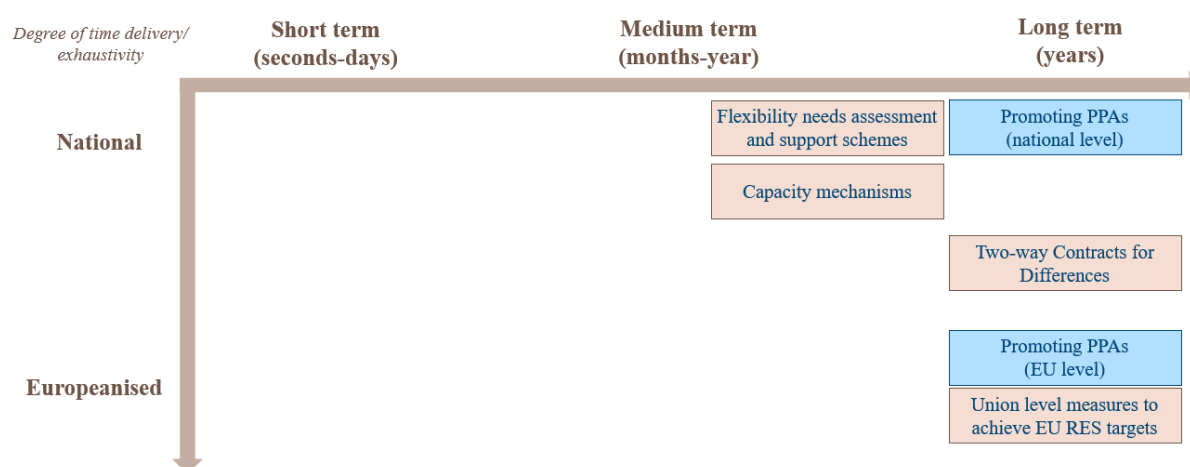 Degree of time delivery/
exhaustivity
Short term
(seconds-days)
Medium term
(months-year)
Long term
(years)
National
Flexibility needs assessment
and support schemes
Promoting PPAs
(national level)
Capacity mechanisms
Two-way Contracts for
Differences
Europeanised
Promoting PPAs
(EU level)
Union level measures to
achieve EU RES targets